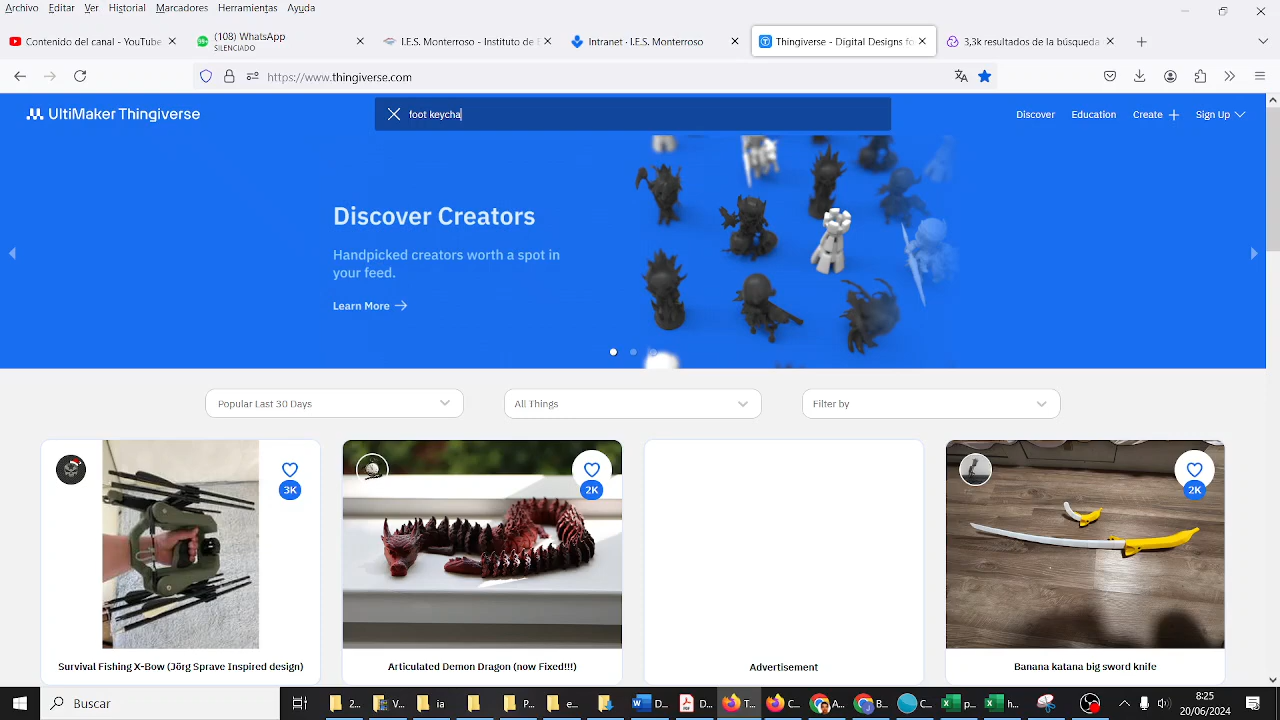 Archivo Editar Ver Historial Marcadores Herramientas Ayuda
Contenido del canal - YouTube
(108) WhatsApp
SILENCIADO
I.E.S. Monterroso - Instituto de
Intranet · I.E.S. Monterroso
Thingiverse - Digital Designs fo
3,3k resultados de la búsqueda
https://www.thingiverse.com
UltiMaker Thingiverse
foot keycha
Discover
Education
Create
Sign Up
Discover Creators
Handpicked creators worth a spot in
your feed.
Learn More
Popular Last 30 Days
All Things
Filter by
3K
2K
2K
Survival Fishing X-Bow (Jörg Sprave Inspired design)
Articulated Demon Dragon (now Fixed!!!)
Advertisement
Banana katana big sword knife
Buscar
2...
V...
ia
P...
e...
D...
D...
T...
C...
A...
B...
C...
p...
h...
8:25
20/06/2024